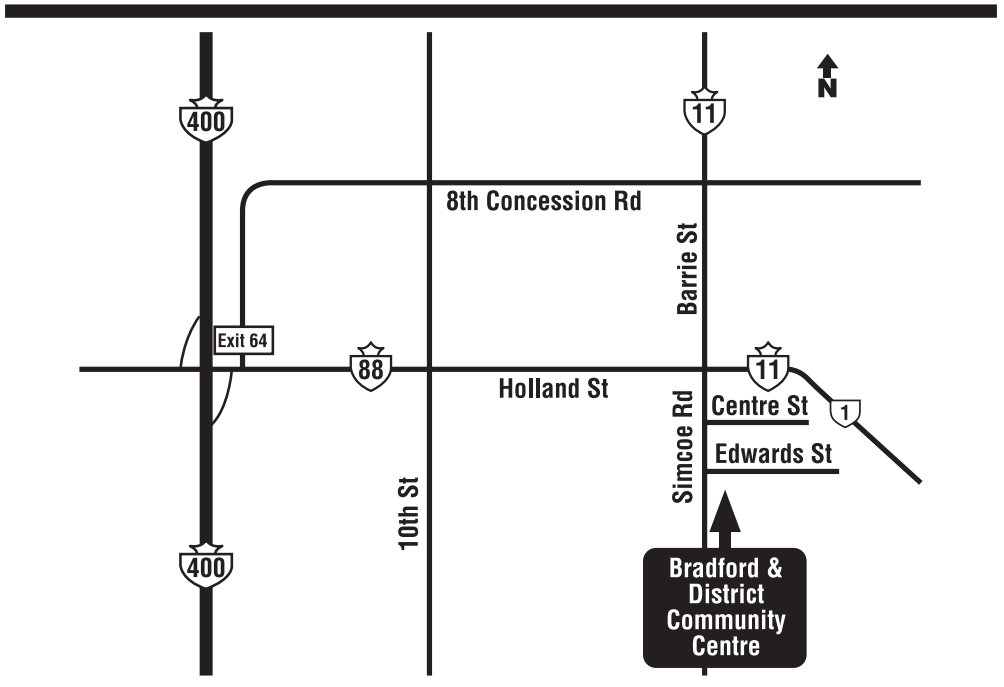 400
11
N
8th Concession Rd
Barrie St
Exit 64
88
11
Holland St
Centre St
1
Simcoe Rd
Edwards St
10th St
400
Bradford &
District
Community
Centre